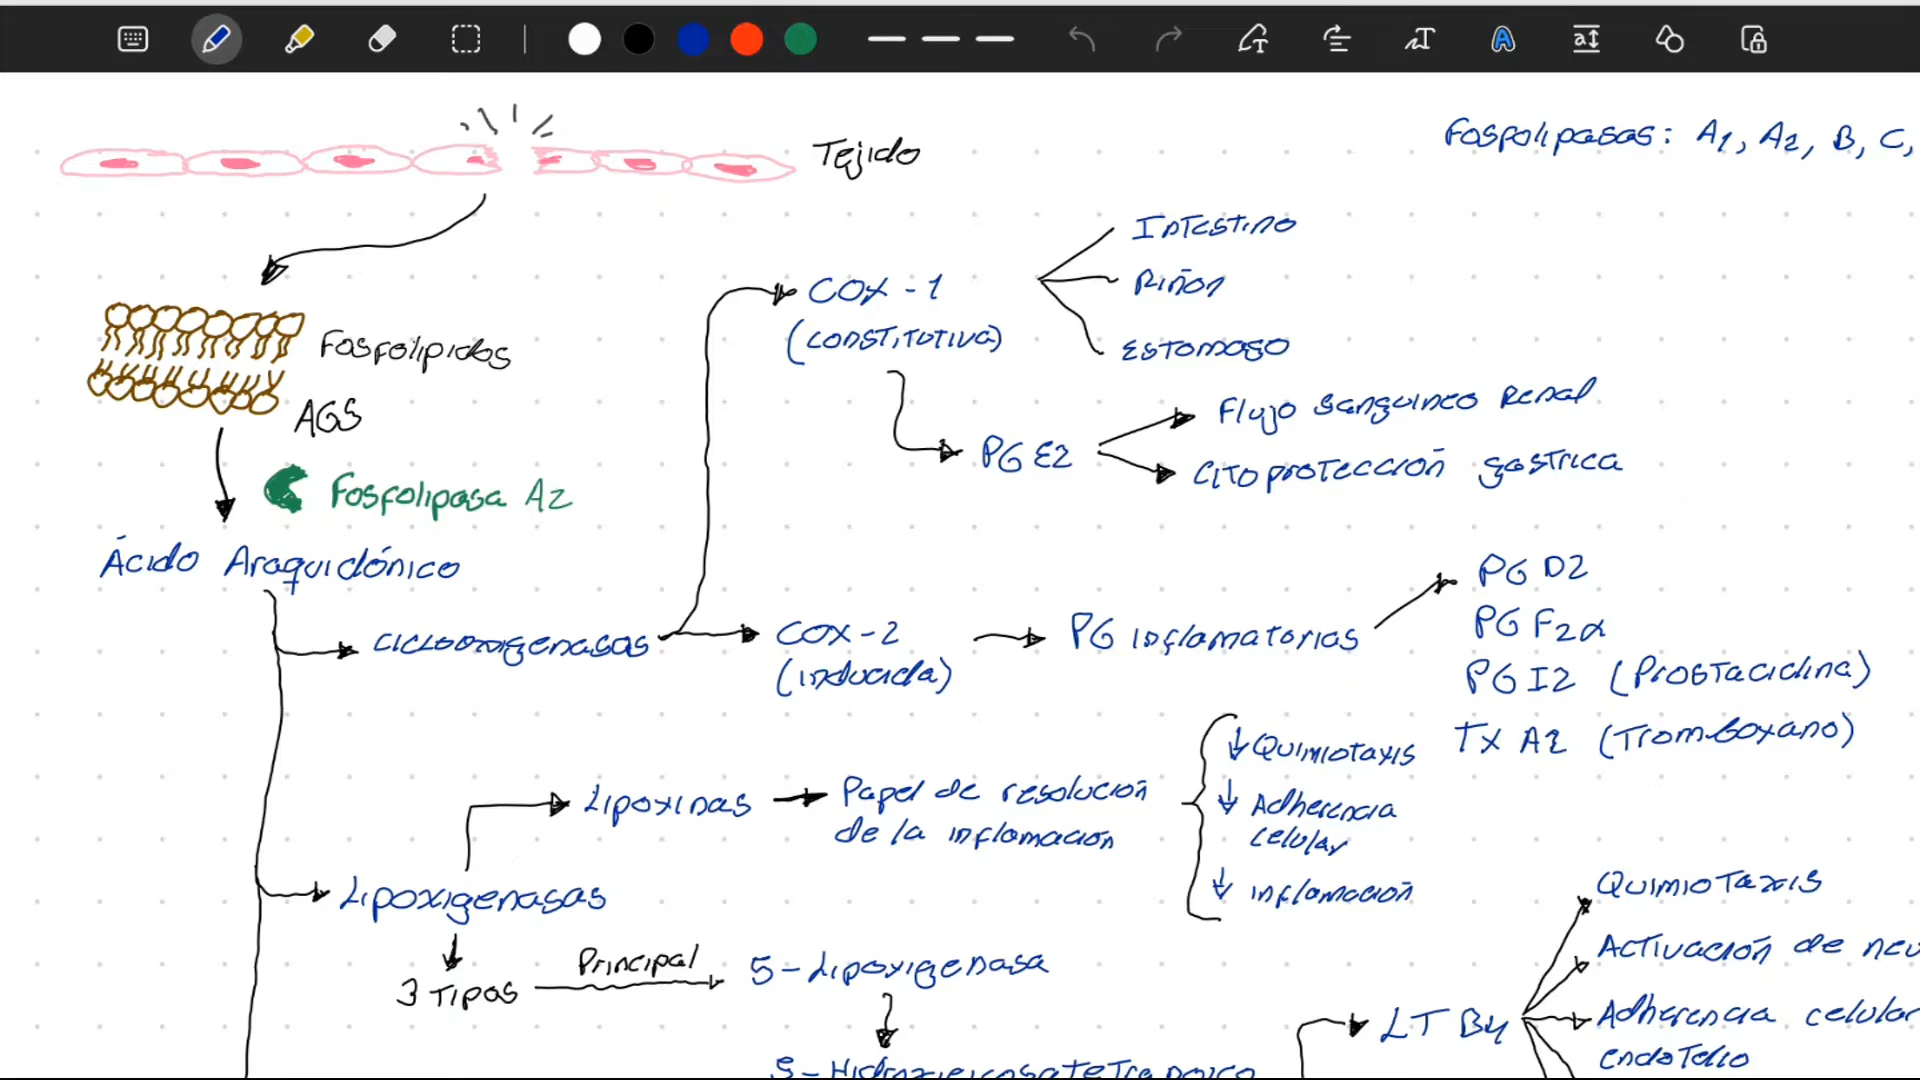 Tejido
Fosfolipasas: A1, A2, B, C,
Intestino
COX-1
Riñon
(constitutiva)
Estomago
Fosfolipidos
AGS
Flujo sanguineo Renal
PG E2
Citoprotección gastrica
Fosfolipasa A2
Ácido Araquidónico
PG D2
PG F2α
Ciclooxigenasas
COX-2
(inducida)
PG inflamatorias
PG I2 (Prostaciclina)
TX A2 (Tromboxano)
↓ Quimiotaxis
Lipoxinas
Papel de resolución
de la inflamación
↓ Adherencia
celular
↓ inflamación
Lipoxigenasas
Quimiotaxis
Principal
3 Tipos
5-Lipoxigenasa
Activación de neu
LT B4
Adherencia celular
endotelio